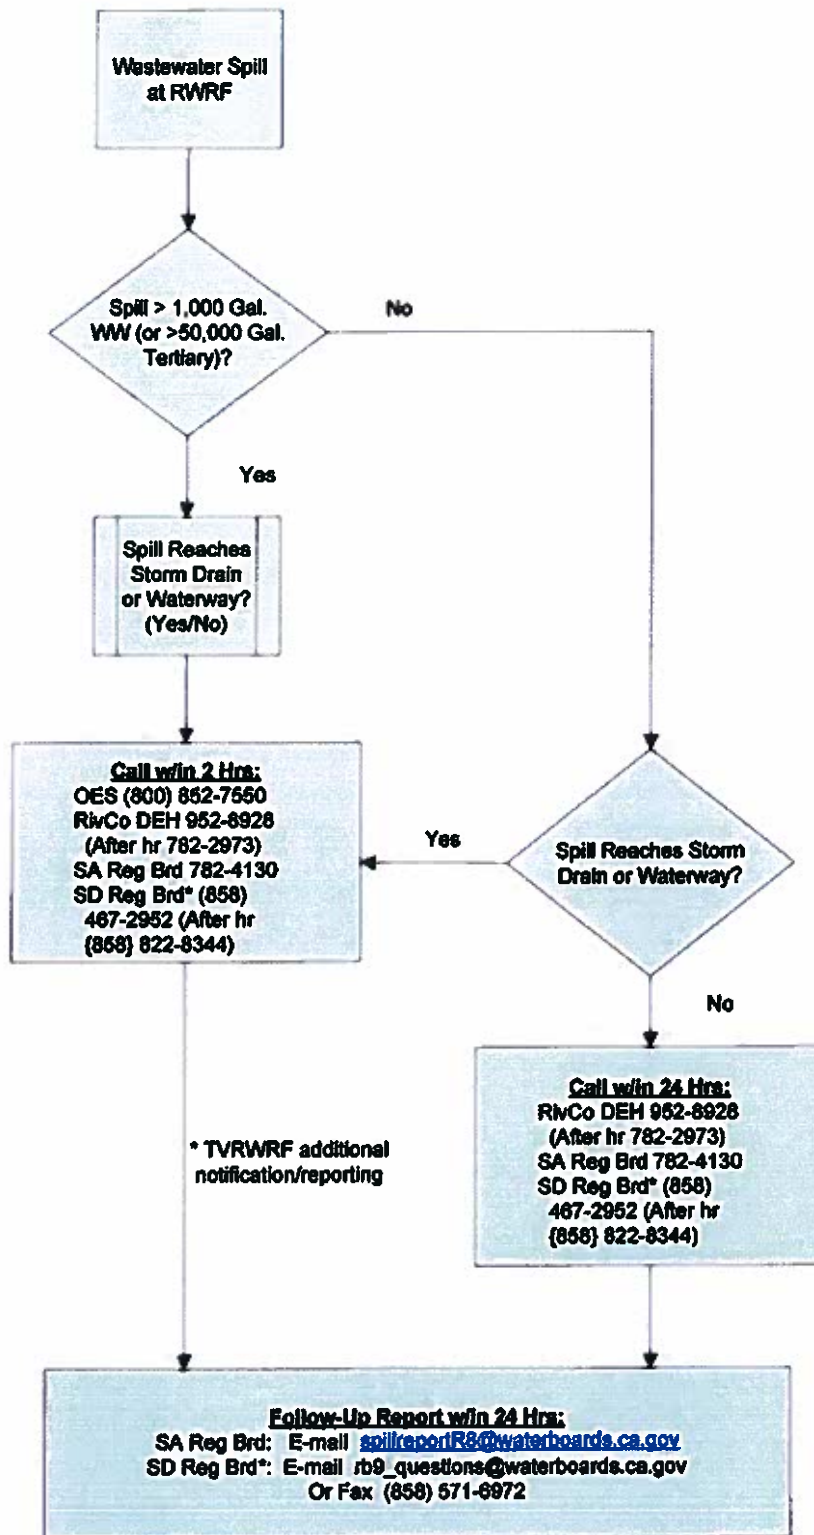 Wastewater Spill
at RWRF
Spill > 1,000 Gal.
WW (or >50,000 Gal.
Tertiary)?
No
Yes
Spill Reaches
Storm Drain
or Waterway?
(Yes/No)
Call w/in 2 Hrs:
OES (800) 852-7550
RivCo DEH 952-8928
(After hr 782-2973)
SA Reg Brd 782-4130
SD Reg Brd* (858)
467-2952 (After hr
{858} 822-8344)
Yes
Spill Reaches Storm
Drain or Waterway?
No
Call w/in 24 Hrs:
RivCo DEH 952-8928
(After hr 782-2973)
SA Reg Brd 782-4130
SD Reg Brd* (858)
467-2952 (After hr
{858} 822-8344)
* TVRWRF additional
notification/reporting
Follow-Up Report w/in 24 Hrs:
SA Reg Brd: E-mail spillreportR8@waterboards.ca.gov
SD Reg Brd*: E-mail rb9_questions@waterboards.ca.gov
Or Fax (858) 571-6972